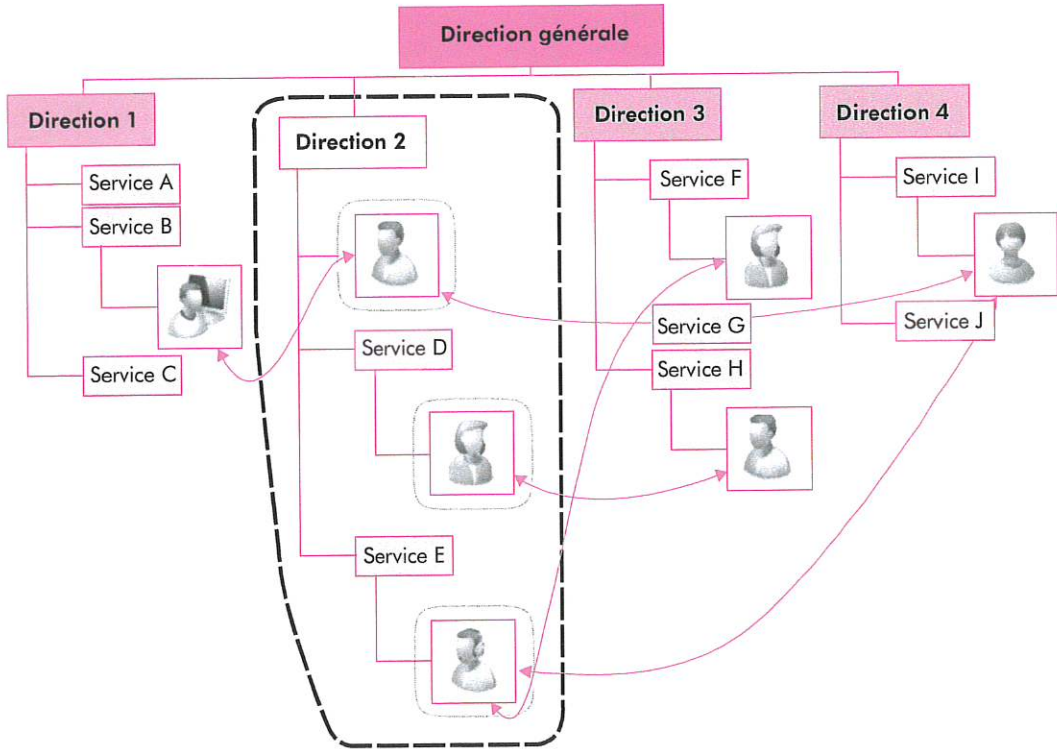 Direction générale
Direction 1
Service A
Service B
Service C
Direction 2
Service D
Service E
Direction 3
Service F
Service G
Service H
Direction 4
Service I
Service J